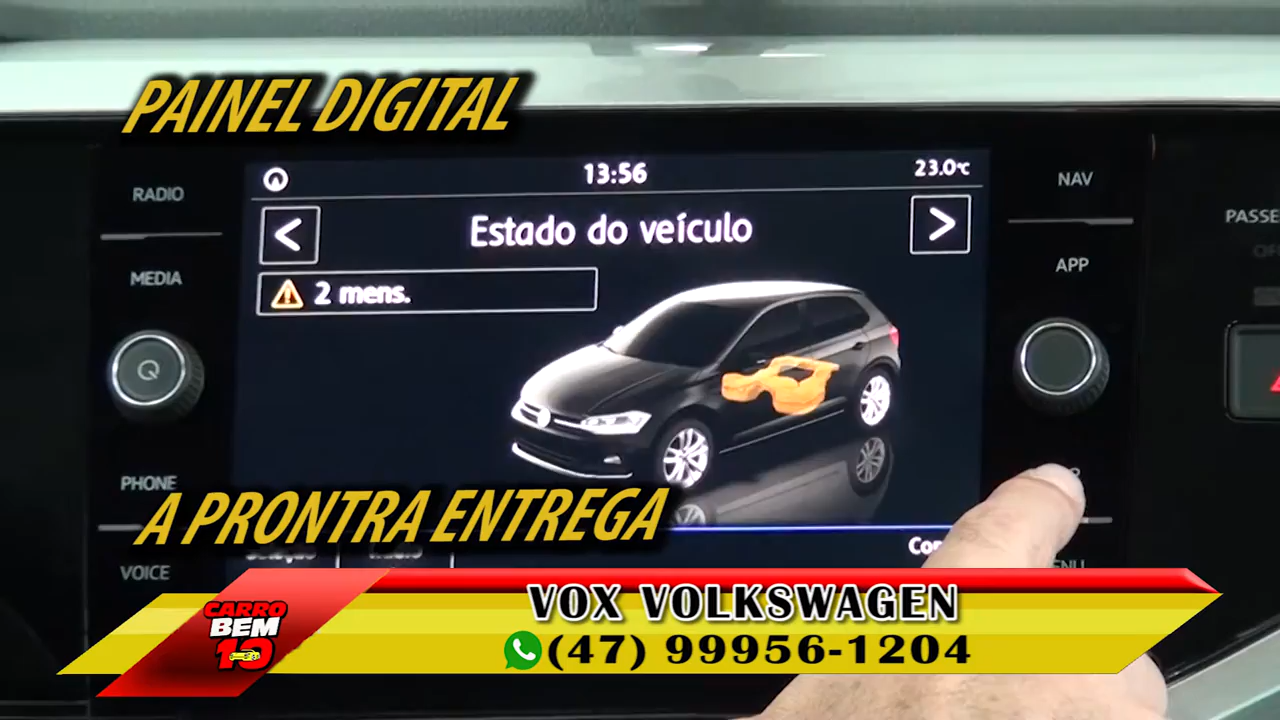 PAINEL DIGITAL
RADIO
13:56
23.0℃
NAV
<
Estado do veículo
>
MEDIA
2 mens.
APP
PHONE
A PRONTRA ENTREGA
VOICE
CARRO
BEM
10
VOX VOLKSWAGEN
(47) 99956-1204